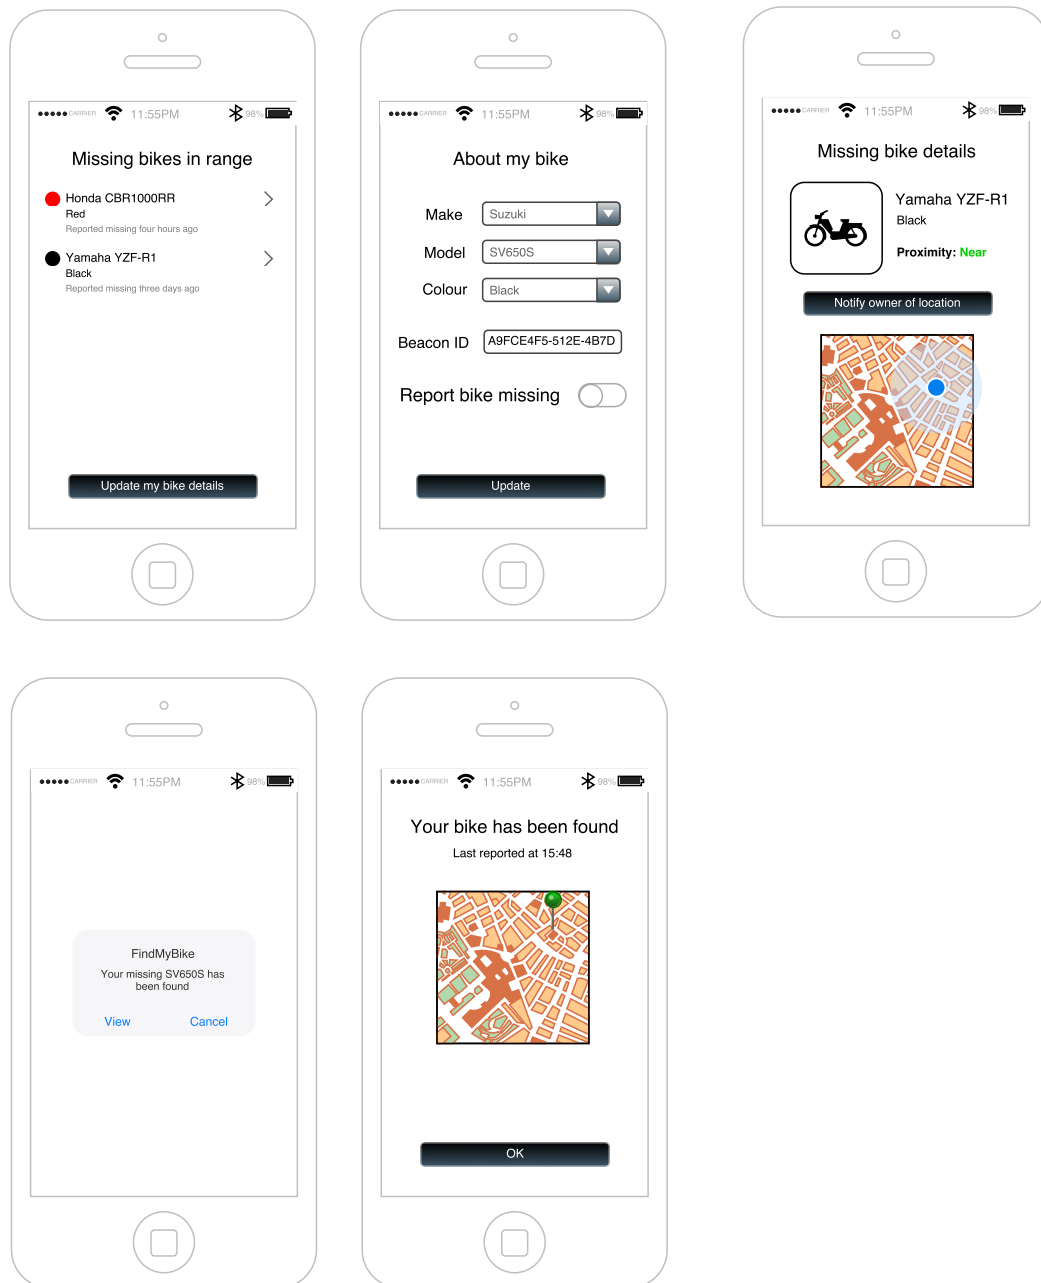 CARRIER 11:55PM 98%
Missing bikes in range
Honda CBR1000RR
Red
Reported missing four hours ago
Yamaha YZF-R1
Black
Reported missing three days ago
Update my bike details
CARRIER 11:55PM 98%
About my bike
Make Suzuki
Model SV650S
Colour Black
Beacon ID A9FCE4F5-512E-4B7D
Report bike missing
Update
CARRIER 11:55PM 98%
Missing bike details
Yamaha YZF-R1
Black
Proximity: Near
Notify owner of location
CARRIER 11:55PM 98%
FindMyBike
Your missing SV650S has
been found
View Cancel
CARRIER 11:55PM 98%
Your bike has been found
Last reported at 15:48
OK